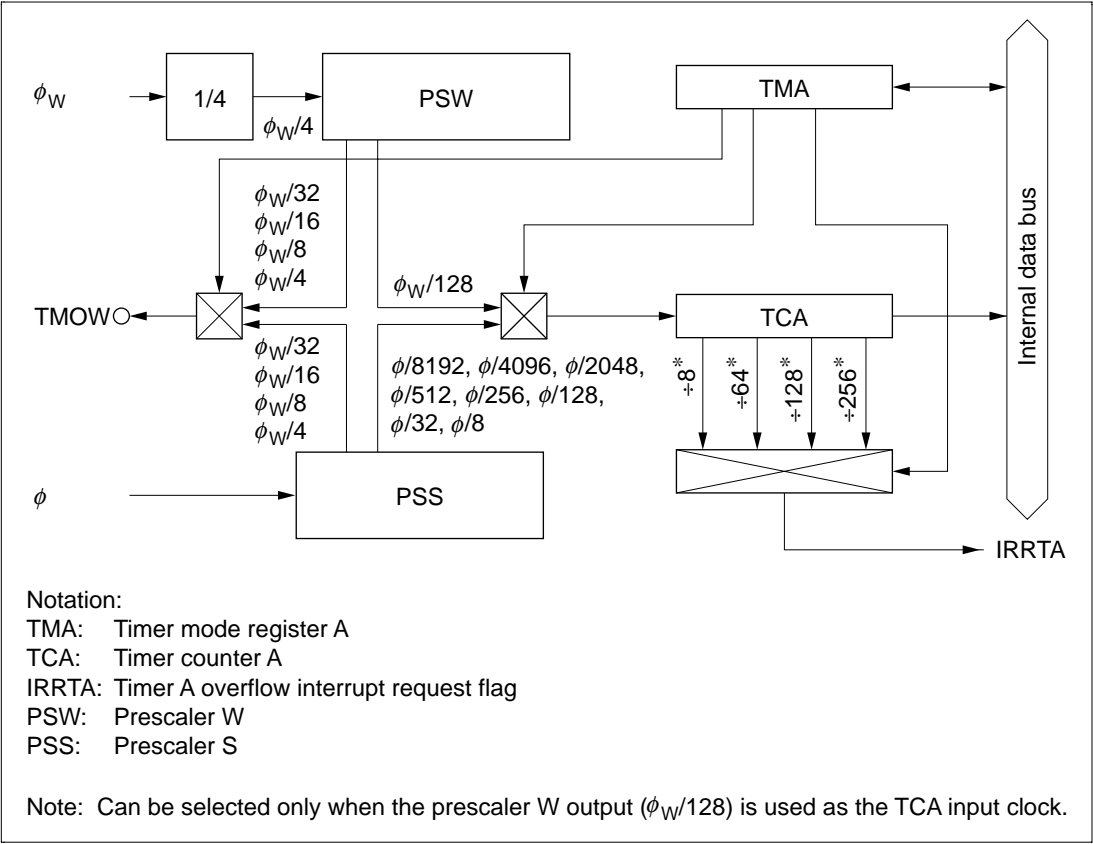 ϕW
1/4
ϕW/4
PSW
TMA
Internal data bus
ϕW/32
ϕW/16
ϕW/8
ϕW/4
ϕW/128
TMOW
TCA
ϕW/32
ϕW/16
ϕW/8
ϕW/4
ϕ/8192, ϕ/4096, ϕ/2048,
ϕ/512, ϕ/256, ϕ/128,
ϕ/32, ϕ/8
÷8*
÷64*
÷128*
÷256*
ϕ
PSS
IRRTA
Notation:
TMA: Timer mode register A
TCA: Timer counter A
IRRTA: Timer A overflow interrupt request flag
PSW: Prescaler W
PSS: Prescaler S
Note: Can be selected only when the prescaler W output (ϕW/128) is used as the TCA input clock.